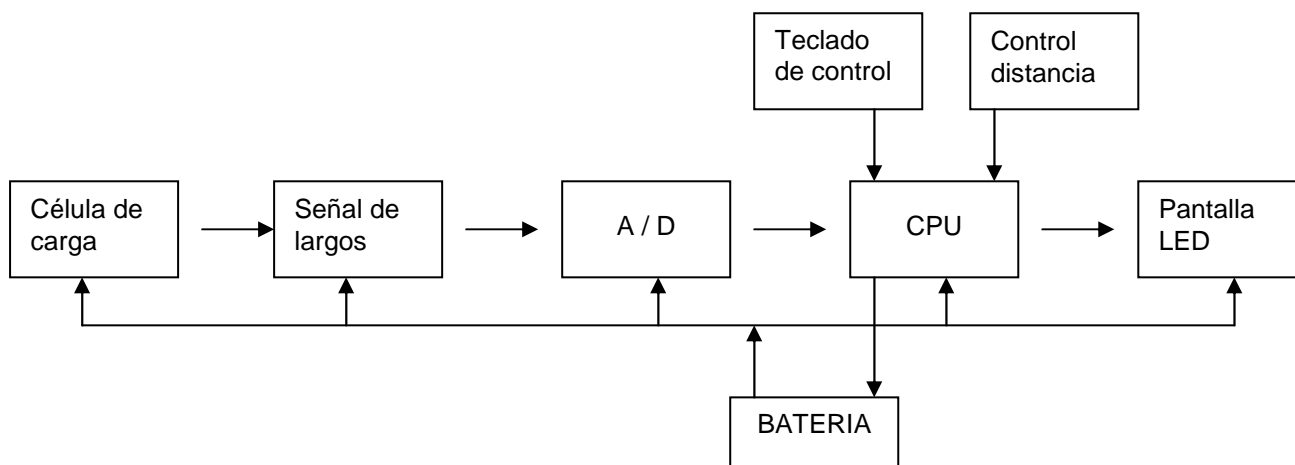 Teclado
de control
Control
distancia
Célula de
carga
Señal de
largos
A / D
CPU
Pantalla
LED
BATERIA